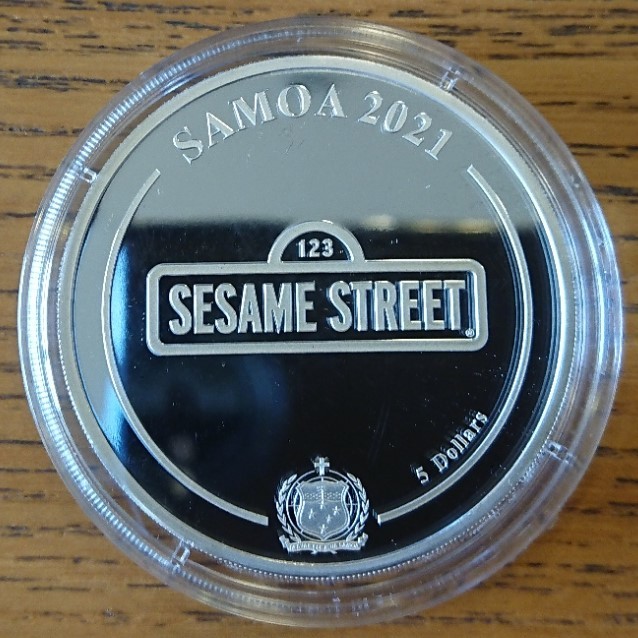 SAMOA 2021
123
SESAME STREET®
5 Dollars